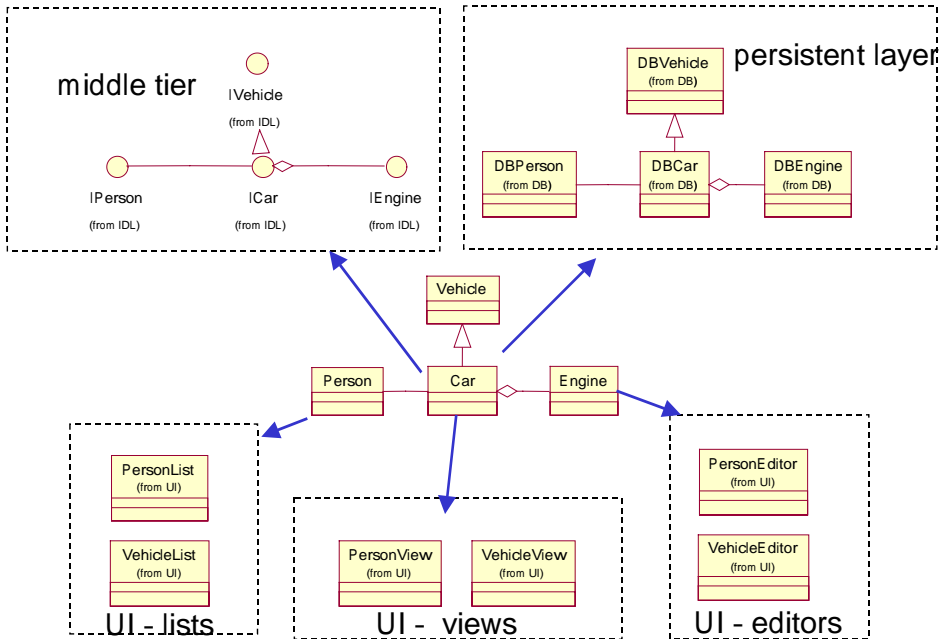 middle tier
IVehicle
(from IDL)
IPerson
(from IDL)
ICar
(from IDL)
IEngine
(from IDL)
persistent layer
DBVehicle
(from DB)
DBPerson
(from DB)
DBCar
(from DB)
DBEngine
(from DB)
Vehicle
Person
Car
Engine
PersonList
(from UI)
VehicleList
(from UI)
UI - lists
PersonView
(from UI)
VehicleView
(from UI)
UI - views
PersonEditor
(from UI)
VehicleEditor
(from UI)
UI - editors